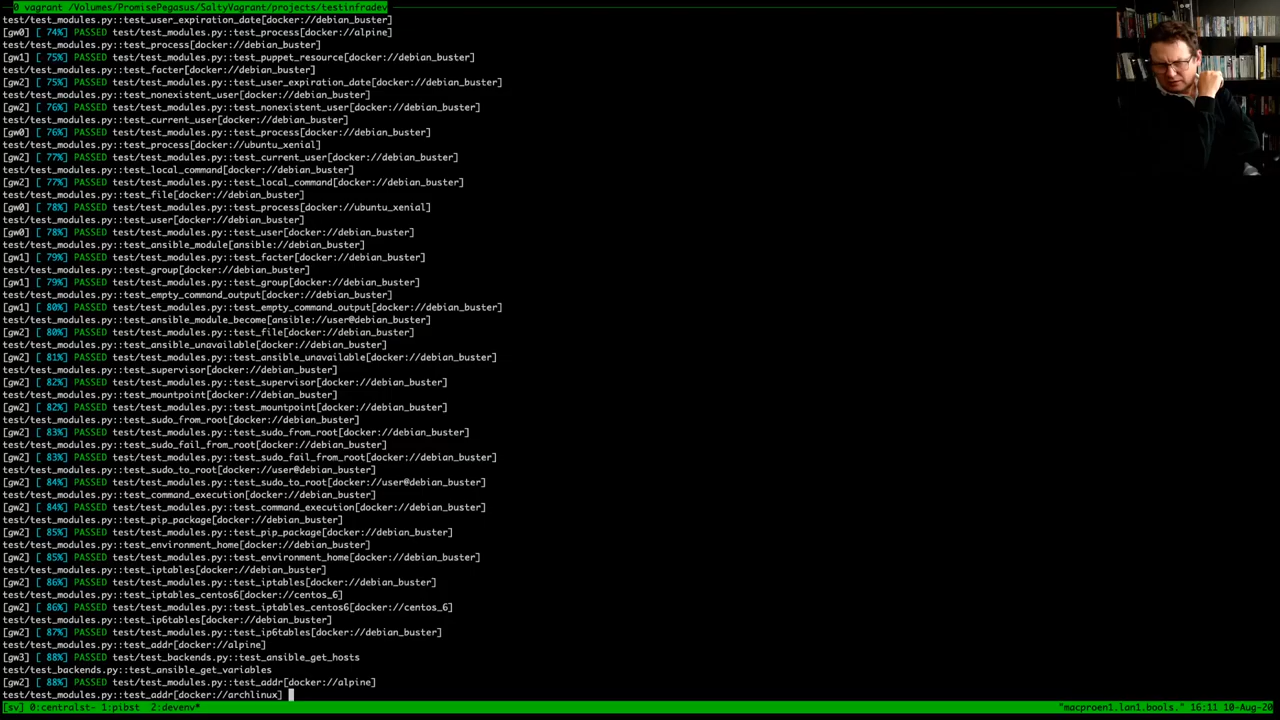 0 vagrant /Volumes/PromisePegasus/SaltyVagrant/projects/testinfradev
test/test_modules.py::test_user_expiration_date[docker://debian_buster]
[gw0] [ 74%] PASSED test/test_modules.py::test_process[docker://alpine]
test/test_modules.py::test_process[docker://debian_buster]
[gw1] [ 75%] PASSED test/test_modules.py::test_puppet_resource[docker://debian_buster]
test/test_modules.py::test_facter[docker://debian_buster]
[gw2] [ 75%] PASSED test/test_modules.py::test_user_expiration_date[docker://debian_buster]
test/test_modules.py::test_nonexistent_user[docker://debian_buster]
[gw2] [ 76%] PASSED test/test_modules.py::test_nonexistent_user[docker://debian_buster]
test/test_modules.py::test_current_user[docker://debian_buster]
[gw0] [ 76%] PASSED test/test_modules.py::test_process[docker://debian_buster]
test/test_modules.py::test_process[docker://ubuntu_xenial]
[gw2] [ 77%] PASSED test/test_modules.py::test_current_user[docker://debian_buster]
test/test_modules.py::test_local_command[docker://debian_buster]
[gw2] [ 77%] PASSED test/test_modules.py::test_local_command[docker://debian_buster]
test/test_modules.py::test_file[docker://debian_buster]
[gw0] [ 78%] PASSED test/test_modules.py::test_process[docker://ubuntu_xenial]
test/test_modules.py::test_user[docker://debian_buster]
[gw0] [ 78%] PASSED test/test_modules.py::test_user[docker://debian_buster]
test/test_modules.py::test_ansible_module[ansible://debian_buster]
[gw1] [ 79%] PASSED test/test_modules.py::test_facter[docker://debian_buster]
test/test_modules.py::test_group[docker://debian_buster]
[gw1] [ 79%] PASSED test/test_modules.py::test_group[docker://debian_buster]
test/test_modules.py::test_empty_command_output[docker://debian_buster]
[gw1] [ 80%] PASSED test/test_modules.py::test_empty_command_output[docker://debian_buster]
test/test_modules.py::test_ansible_module_become[ansible://user@debian_buster]
[gw2] [ 80%] PASSED test/test_modules.py::test_file[docker://debian_buster]
test/test_modules.py::test_ansible_unavailable[docker://debian_buster]
[gw2] [ 81%] PASSED test/test_modules.py::test_ansible_unavailable[docker://debian_buster]
test/test_modules.py::test_supervisor[docker://debian_buster]
[gw2] [ 82%] PASSED test/test_modules.py::test_supervisor[docker://debian_buster]
test/test_modules.py::test_mountpoint[docker://debian_buster]
[gw2] [ 82%] PASSED test/test_modules.py::test_mountpoint[docker://debian_buster]
test/test_modules.py::test_sudo_from_root[docker://debian_buster]
[gw2] [ 83%] PASSED test/test_modules.py::test_sudo_from_root[docker://debian_buster]
test/test_modules.py::test_sudo_fail_from_root[docker://debian_buster]
[gw2] [ 83%] PASSED test/test_modules.py::test_sudo_fail_from_root[docker://debian_buster]
test/test_modules.py::test_sudo_to_root[docker://user@debian_buster]
[gw2] [ 84%] PASSED test/test_modules.py::test_sudo_to_root[docker://user@debian_buster]
test/test_modules.py::test_command_execution[docker://debian_buster]
[gw2] [ 84%] PASSED test/test_modules.py::test_command_execution[docker://debian_buster]
test/test_modules.py::test_pip_package[docker://debian_buster]
[gw2] [ 85%] PASSED test/test_modules.py::test_pip_package[docker://debian_buster]
test/test_modules.py::test_environment_home[docker://debian_buster]
[gw2] [ 85%] PASSED test/test_modules.py::test_environment_home[docker://debian_buster]
test/test_modules.py::test_iptables[docker://debian_buster]
[gw2] [ 86%] PASSED test/test_modules.py::test_iptables[docker://debian_buster]
test/test_modules.py::test_iptables_centos6[docker://centos_6]
[gw2] [ 86%] PASSED test/test_modules.py::test_iptables_centos6[docker://centos_6]
test/test_modules.py::test_ip6tables[docker://debian_buster]
[gw2] [ 87%] PASSED test/test_modules.py::test_ip6tables[docker://debian_buster]
test/test_modules.py::test_addr[docker://alpine]
[gw3] [ 88%] PASSED test/test_backends.py::test_ansible_get_hosts
test/test_backends.py::test_ansible_get_variables
[gw2] [ 88%] PASSED test/test_modules.py::test_addr[docker://alpine]
test/test_modules.py::test_addr[docker://archlinux]
[sv] 0:centralst- 1:pibst 2:devenv* "macproen1.lan1.bools." 16:11 10-Aug-20